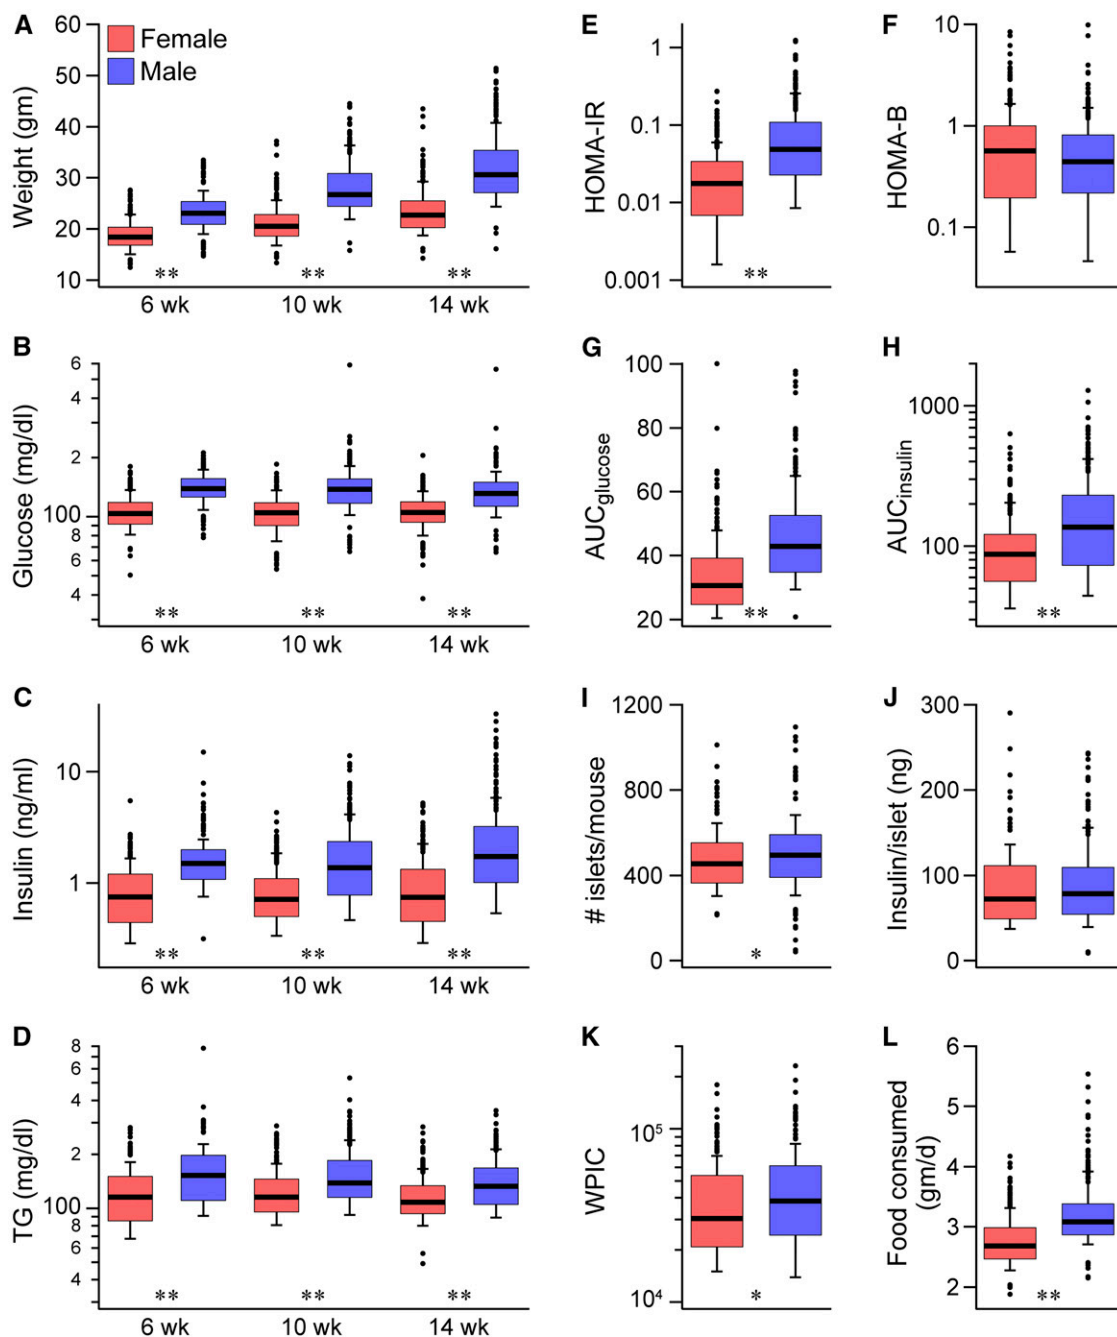 A
Weight (gm)
60
50
40
30
20
10
Female
Male
** ** **
6 wk 10 wk 14 wk
E
HOMA-IR
1
0.1
0.01
0.001
**
F
HOMA-B
10
1
0.1
B
Glucose (mg/dl)
6
4
2
100
8
6
4
** ** **
6 wk 10 wk 14 wk
G
AUCglucose
100
80
60
40
20
**
H
AUCinsulin
1000
100
**
C
Insulin (ng/ml)
10
1
** ** **
6 wk 10 wk 14 wk
I
# islets/mouse
1200
800
400
0
*
J
Insulin/islet (ng)
300
200
100
0
D
TG (mg/dl)
8
6
4
2
100
8
6
4
** ** **
6 wk 10 wk 14 wk
K
WPIC
10⁵
10⁴
*
L
Food consumed
(gm/d)
6
5
4
3
2
**